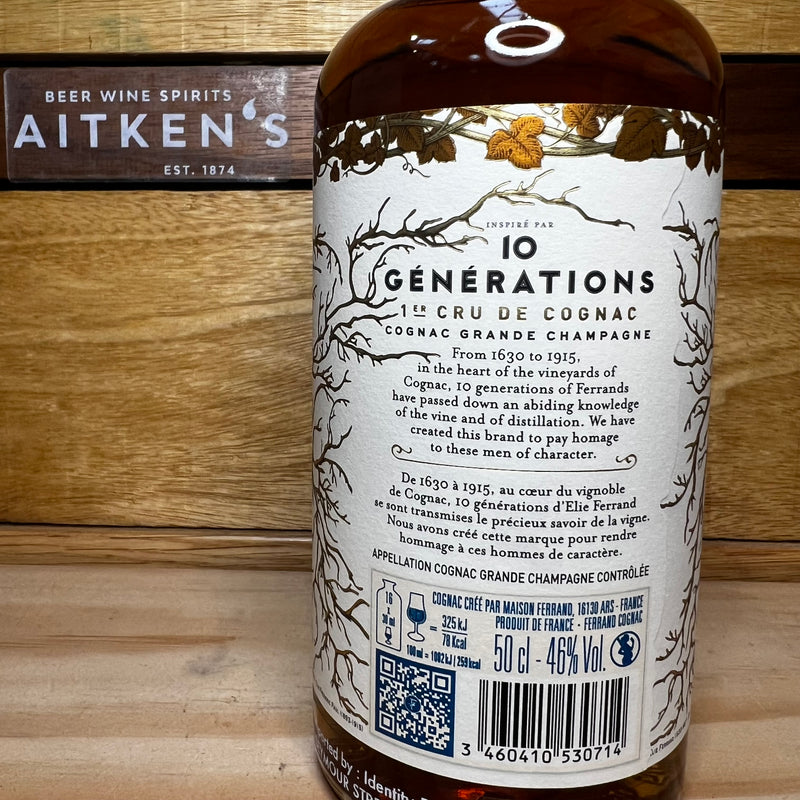 BEER WINE SPIRITS
AITKEN'S
EST. 1874
INSPIRÉ PAR
10
GÉNÉRATIONS
1ER CRU DE COGNAC
COGNAC GRANDE CHAMPAGNE
From 1630 to 1915,
in the heart of the vineyards of
Cognac, 10 generations of Ferrands
have passed down an abiding knowledge
of the vine and of distillation. We have
created this brand to pay homage
to these men of character.
De 1630 à 1915, au cœur du vignoble
de Cognac, 10 générations d'Elie Ferrand
se sont transmises le précieux savoir de la vigne.
Nous avons créé cette marque pour rendre
hommage à ces hommes de caractère.
APPELLATION COGNAC GRANDE CHAMPAGNE CONTRÔLÉE
16
x
30 ml
= 325 kJ
78 Kcal
100 ml = 1082 kJ | 259 kcal
COGNAC CRÉÉ PAR MAISON FERRAND, 16130 ARS - FRANCE
PRODUIT DE FRANCE - FERRAND COGNAC
50 cl - 46% Vol.
3 460410 530714
by : Identity